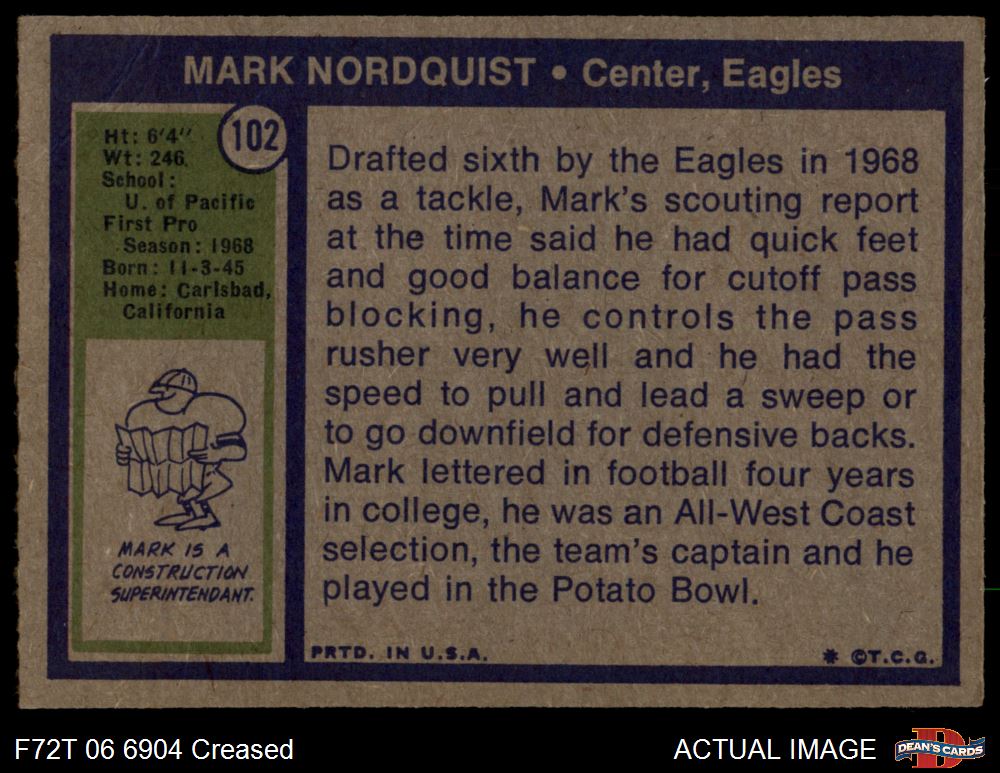 MARK NORDQUIST • Center, Eagles
102
Ht: 6'4"
Wt: 246
School:
U. of Pacific
First Pro
Season: 1968
Born: 11-3-45
Home: Carlsbad,
California
MARK IS A
CONSTRUCTION
SUPERINTENDANT.
Drafted sixth by the Eagles in 1968
as a tackle, Mark's scouting report
at the time said he had quick feet
and good balance for cutoff pass
blocking, he controls the pass
rusher very well and he had the
speed to pull and lead a sweep or
to go downfield for defensive backs.
Mark lettered in football four years
in college, he was an All-West Coast
selection, the team's captain and he
played in the Potato Bowl.
PRTD. IN U.S.A.
* ©T.C.G.
F72T 06 6904 Creased
ACTUAL IMAGE
D
DEAN'S CARDS